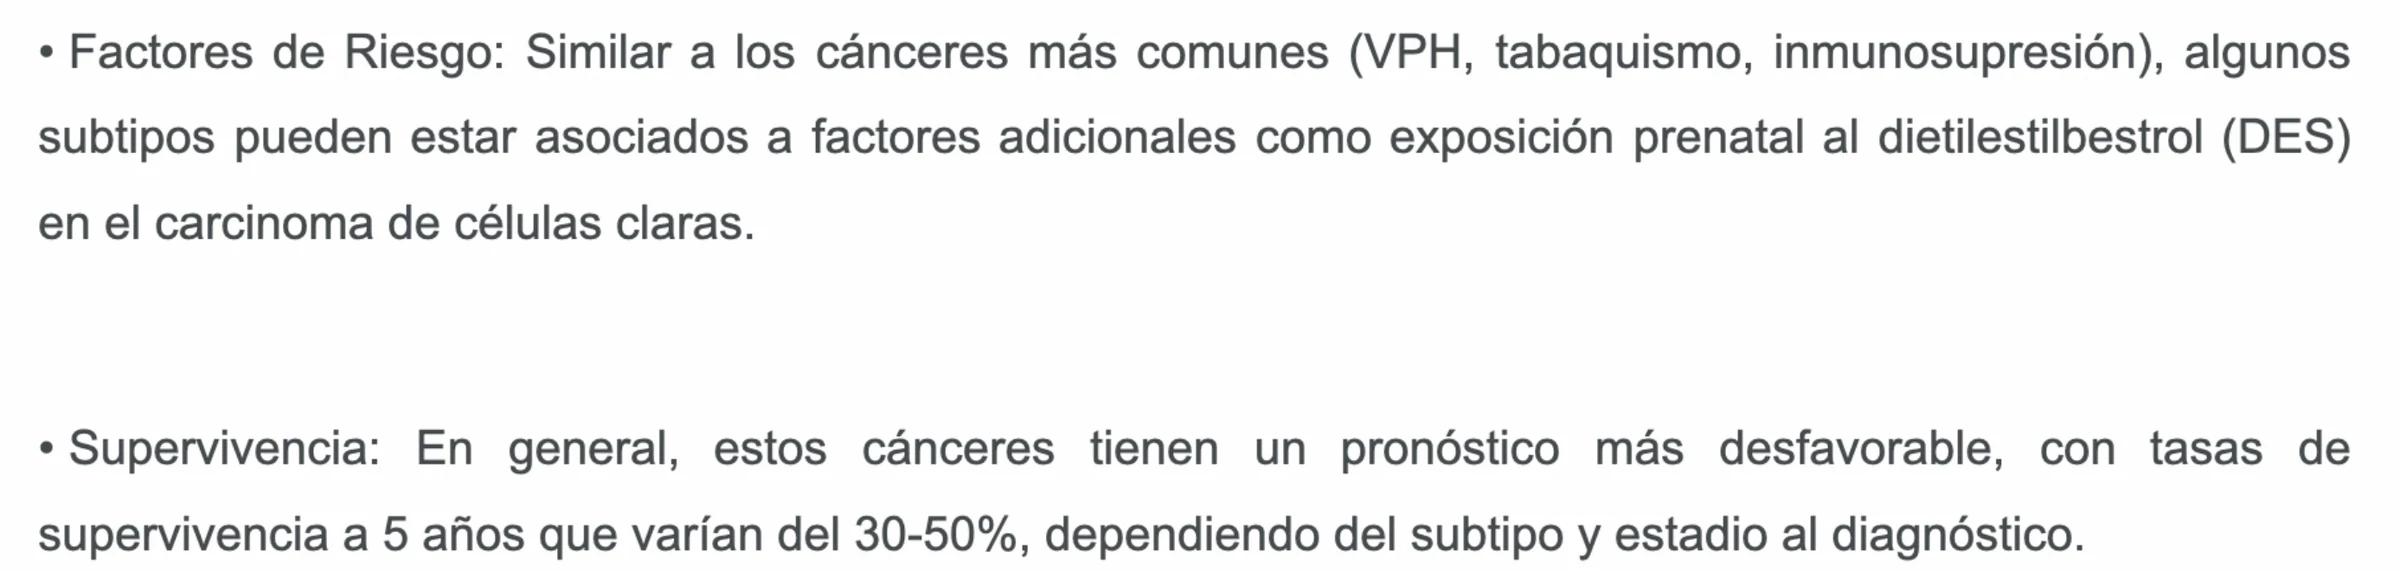 • Factores de Riesgo: Similar a los cánceres más comunes (VPH, tabaquismo, inmunosupresión), algunos
subtipos pueden estar asociados a factores adicionales como exposición prenatal al dietilestilbestrol (DES)
en el carcinoma de células claras.
• Supervivencia: En general, estos cánceres tienen un pronóstico más desfavorable, con tasas de
supervivencia a 5 años que varían del 30-50%, dependiendo del subtipo y estadio al diagnóstico.